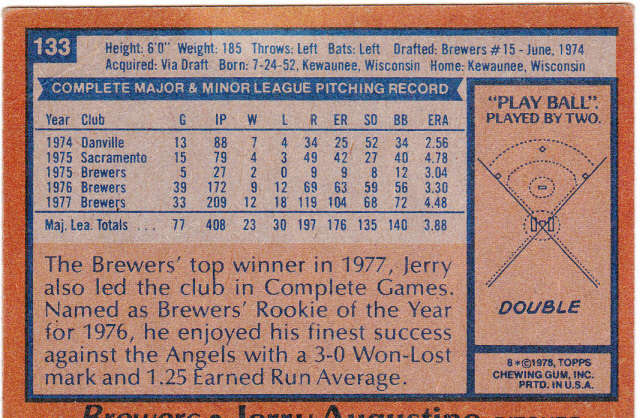 133
Height: 6'0" Weight: 185 Throws: Left Bats: Left Drafted: Brewers #15 - June, 1974
Acquired: Via Draft Born: 7-24-52, Kewaunee, Wisconsin Home: Kewaunee, Wisconsin
COMPLETE MAJOR & MINOR LEAGUE PITCHING RECORD
Year Club G IP W L R ER SO BB ERA
1974 Danville 13 88 7 4 34 25 52 34 2.56
1975 Sacramento 15 79 4 3 49 42 27 40 4.78
1975 Brewers 5 27 2 0 9 9 8 12 3.04
1976 Brewers 39 172 9 12 69 63 59 56 3.30
1977 Brewers 33 209 12 18 119 104 68 72 4.48
Maj. Lea. Totals ... 77 408 23 30 197 176 135 140 3.88
The Brewers' top winner in 1977, Jerry
also led the club in Complete Games.
Named as Brewers' Rookie of the Year
for 1976, he enjoyed his finest success
against the Angels with a 3-0 Won-Lost
mark and 1.25 Earned Run Average.
"PLAY BALL".
PLAYED BY TWO.
DOUBLE
B*©1978, TOPPS
CHEWING GUM, INC.
PRTD. IN U.S.A.
Brewers • Jerry Augustine